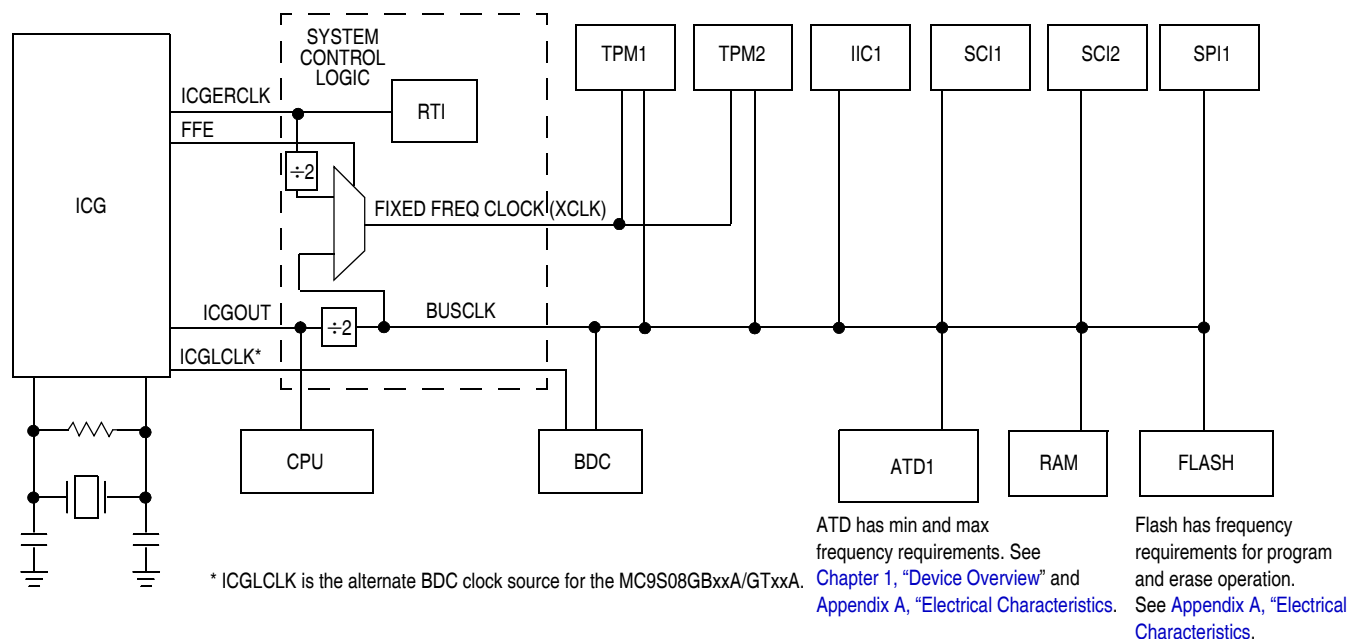 SYSTEM
CONTROL
LOGIC
TPM1
TPM2
IIC1
SCI1
SCI2
SPI1
ICGERCLK
RTI
FFE
÷2
ICG
FIXED FREQ CLOCK (XCLK)
ICGOUT
÷2
BUSCLK
ICGLCLK*
CPU
BDC
ATD1
RAM
FLASH
ATD has min and max
frequency requirements. See
Chapter 1, “Device Overview” and
Appendix A, “Electrical Characteristics.
Flash has frequency
requirements for program
and erase operation.
See Appendix A, “Electrical
Characteristics.
* ICGLCLK is the alternate BDC clock source for the MC9S08GBxxA/GTxxA.